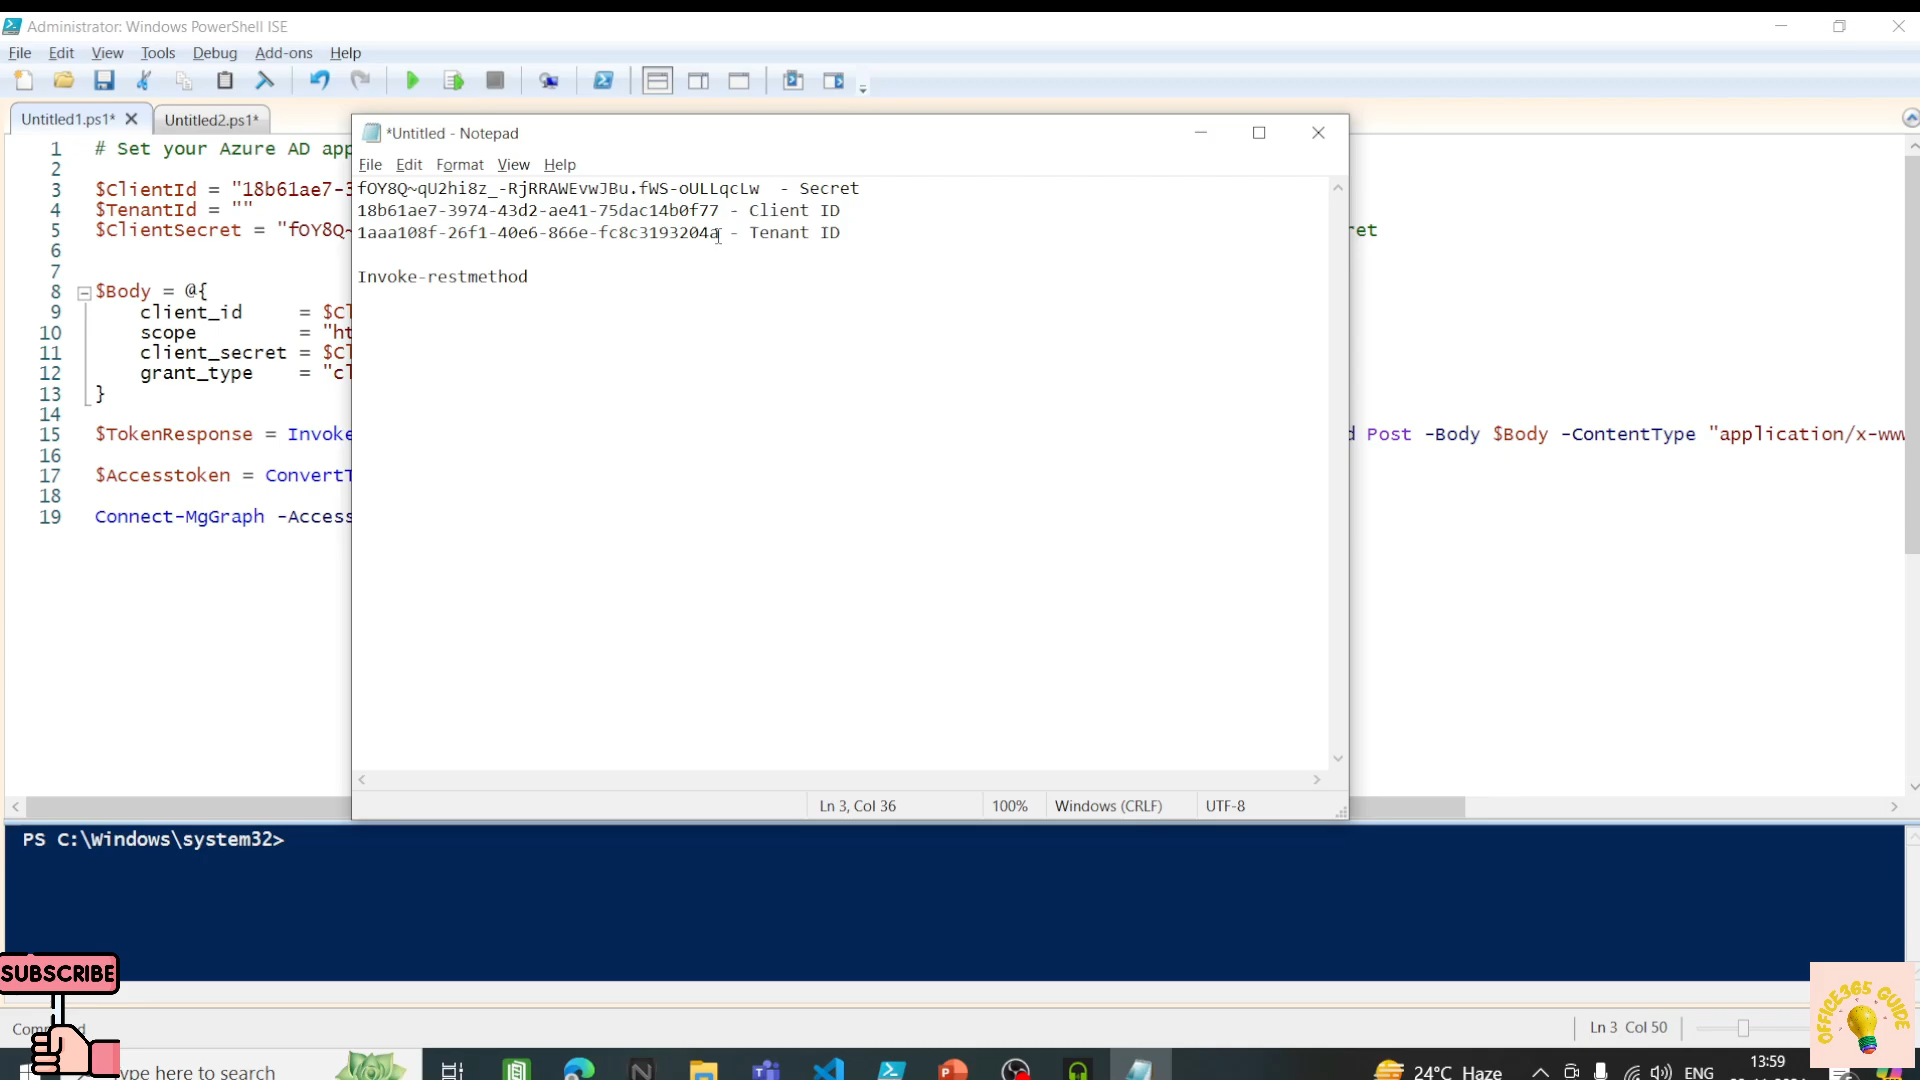 Administrator: Windows PowerShell ISE
File Edit View Tools Debug Add-ons Help
Untitled1.ps1* Untitled2.ps1*
1 # Set your Azure AD app
2
3 $ClientId = "18b61ae7-3
4 $TenantId = ""
5 $ClientSecret = "fOY8Q~ ret
6
7
8 $Body = @{
9 client_id = $Cl
10 scope = "ht
11 client_secret = $Cl
12 grant_type = "cl
13 }
14
15 $TokenResponse = Invoke d Post -Body $Body -ContentType "application/x-www
16
17 $Accesstoken = ConvertT
18
19 Connect-MgGraph -Access
*Untitled - Notepad
File Edit Format View Help
fOY8Q~qU2hi8z_-RjRRAWEvwJBu.fWS-oULLqcLw - Secret
18b61ae7-3974-43d2-ae41-75dac14b0f77 - Client ID
1aaa108f-26f1-40e6-866e-fc8c3193204a - Tenant ID
Invoke-restmethod
Ln 3, Col 36 100% Windows (CRLF) UTF-8
PS C:\Windows\system32>
SUBSCRIBE
OFFICE365 GUIDE
Ln 3 Col 50
ype here to search
24°C Haze
ENG
13:59